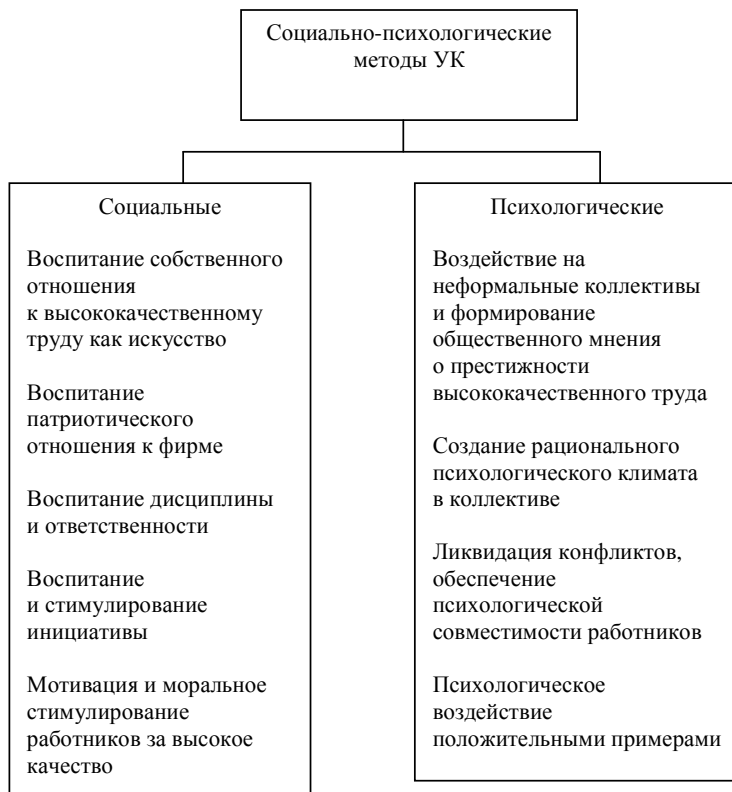 Социально-психологические
методы УК
Социальные
Воспитание собственного
отношения
к высококачественному
труду как искусство
Воспитание
патриотического
отношения к фирме
Воспитание дисциплины
и ответственности
Воспитание
и стимулирование
инициативы
Мотивация и моральное
стимулирование
работников за высокое
качество
Психологические
Воздействие на
неформальные коллективы
и формирование
общественного мнения
о престижности
высококачественного труда
Создание рационального
психологического климата
в коллективе
Ликвидация конфликтов,
обеспечение
психологической
совместимости работников
Психологическое
воздействие
положительными примерами